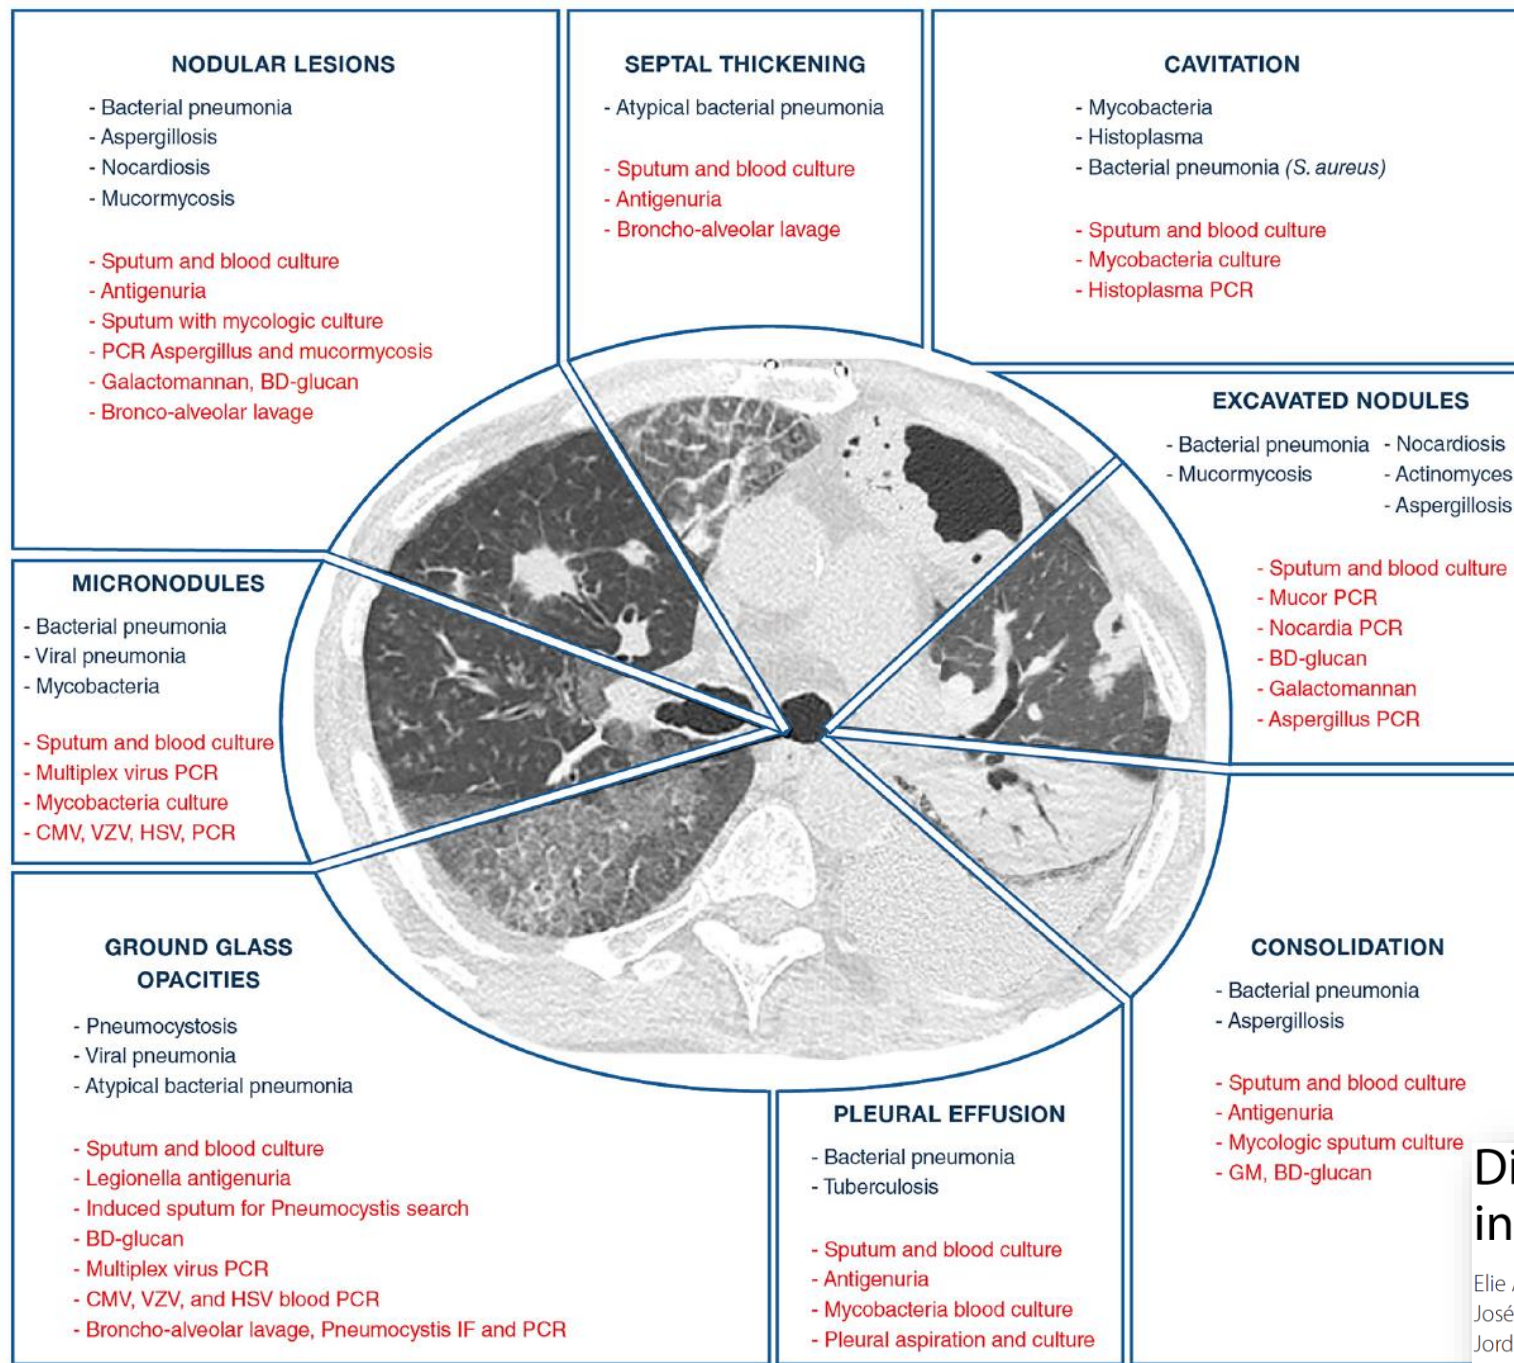 NODULAR LESIONS
- Bacterial pneumonia
- Aspergillosis
- Nocardiosis
- Mucormycosis
- Sputum and blood culture
- Antigenuria
- Sputum with mycologic culture
- PCR Aspergillus and mucormycosis
- Galactomannan, BD-glucan
- Bronco-alveolar lavage
SEPTAL THICKENING
- Atypical bacterial pneumonia
- Sputum and blood culture
- Antigenuria
- Broncho-alveolar lavage
CAVITATION
- Mycobacteria
- Histoplasma
- Bacterial pneumonia (S. aureus)
- Sputum and blood culture
- Mycobacteria culture
- Histoplasma PCR
EXCAVATED NODULES
- Bacterial pneumonia - Nocardiosis
- Mucormycosis - Actinomyces
- Aspergillosis
- Sputum and blood culture
- Mucor PCR
- Nocardia PCR
- BD-glucan
- Galactomannan
- Aspergillus PCR
MICRONODULES
- Bacterial pneumonia
- Viral pneumonia
- Mycobacteria
- Sputum and blood culture
- Multiplex virus PCR
- Mycobacteria culture
- CMV, VZV, HSV, PCR
GROUND GLASS
OPACITIES
- Pneumocystosis
- Viral pneumonia
- Atypical bacterial pneumonia
- Sputum and blood culture
- Legionella antigenuria
- Induced sputum for Pneumocystis search
- BD-glucan
- Multiplex virus PCR
- CMV, VZV, and HSV blood PCR
- Broncho-alveolar lavage, Pneumocystis IF and PCR
PLEURAL EFFUSION
- Bacterial pneumonia
- Tuberculosis
- Sputum and blood culture
- Antigenuria
- Mycobacteria blood culture
- Pleural aspiration and culture
CONSOLIDATION
- Bacterial pneumonia
- Aspergillosis
- Sputum and blood culture
- Antigenuria
- Mycologic sputum culture
- GM, BD-glucan
Di
in
Elie
José
Jord